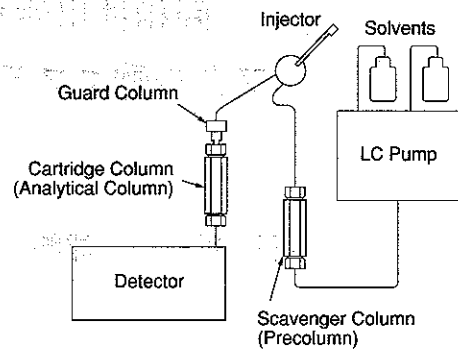 Injector
Solvents
Guard Column
LC Pump
Cartridge Column
(Analytical Column)
Detector
Scavenger Column
(Precolumn)